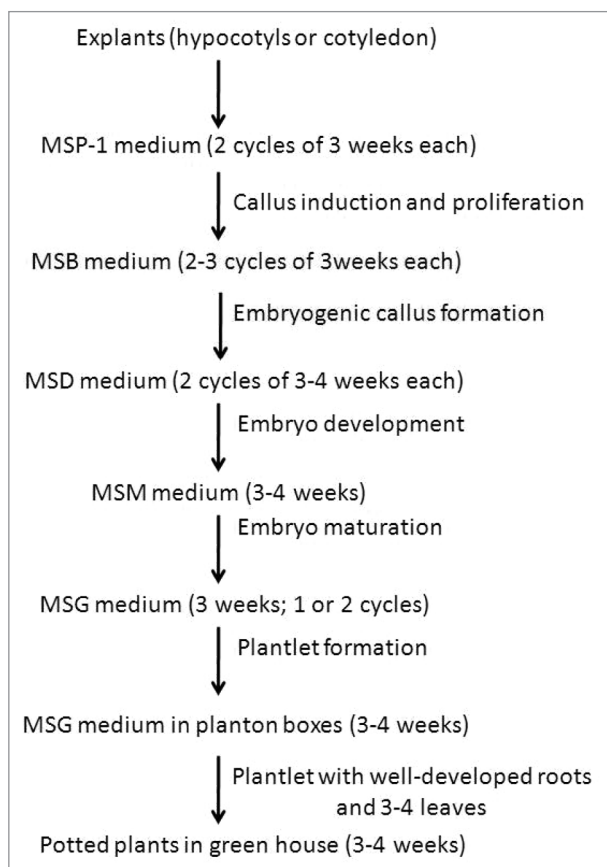 Explants (hypocotyls or cotyledon)
MSP-1 medium (2 cycles of 3 weeks each)
Callus induction and proliferation
MSB medium (2-3 cycles of 3weeks each)
Embryogenic callus formation
MSD medium (2 cycles of 3-4 weeks each)
Embryo development
MSM medium (3-4 weeks)
Embryo maturation
MSG medium (3 weeks; 1 or 2 cycles)
Plantlet formation
MSG medium in planton boxes (3-4 weeks)
Plantlet with well-developed roots
and 3-4 leaves
Potted plants in green house (3-4 weeks)